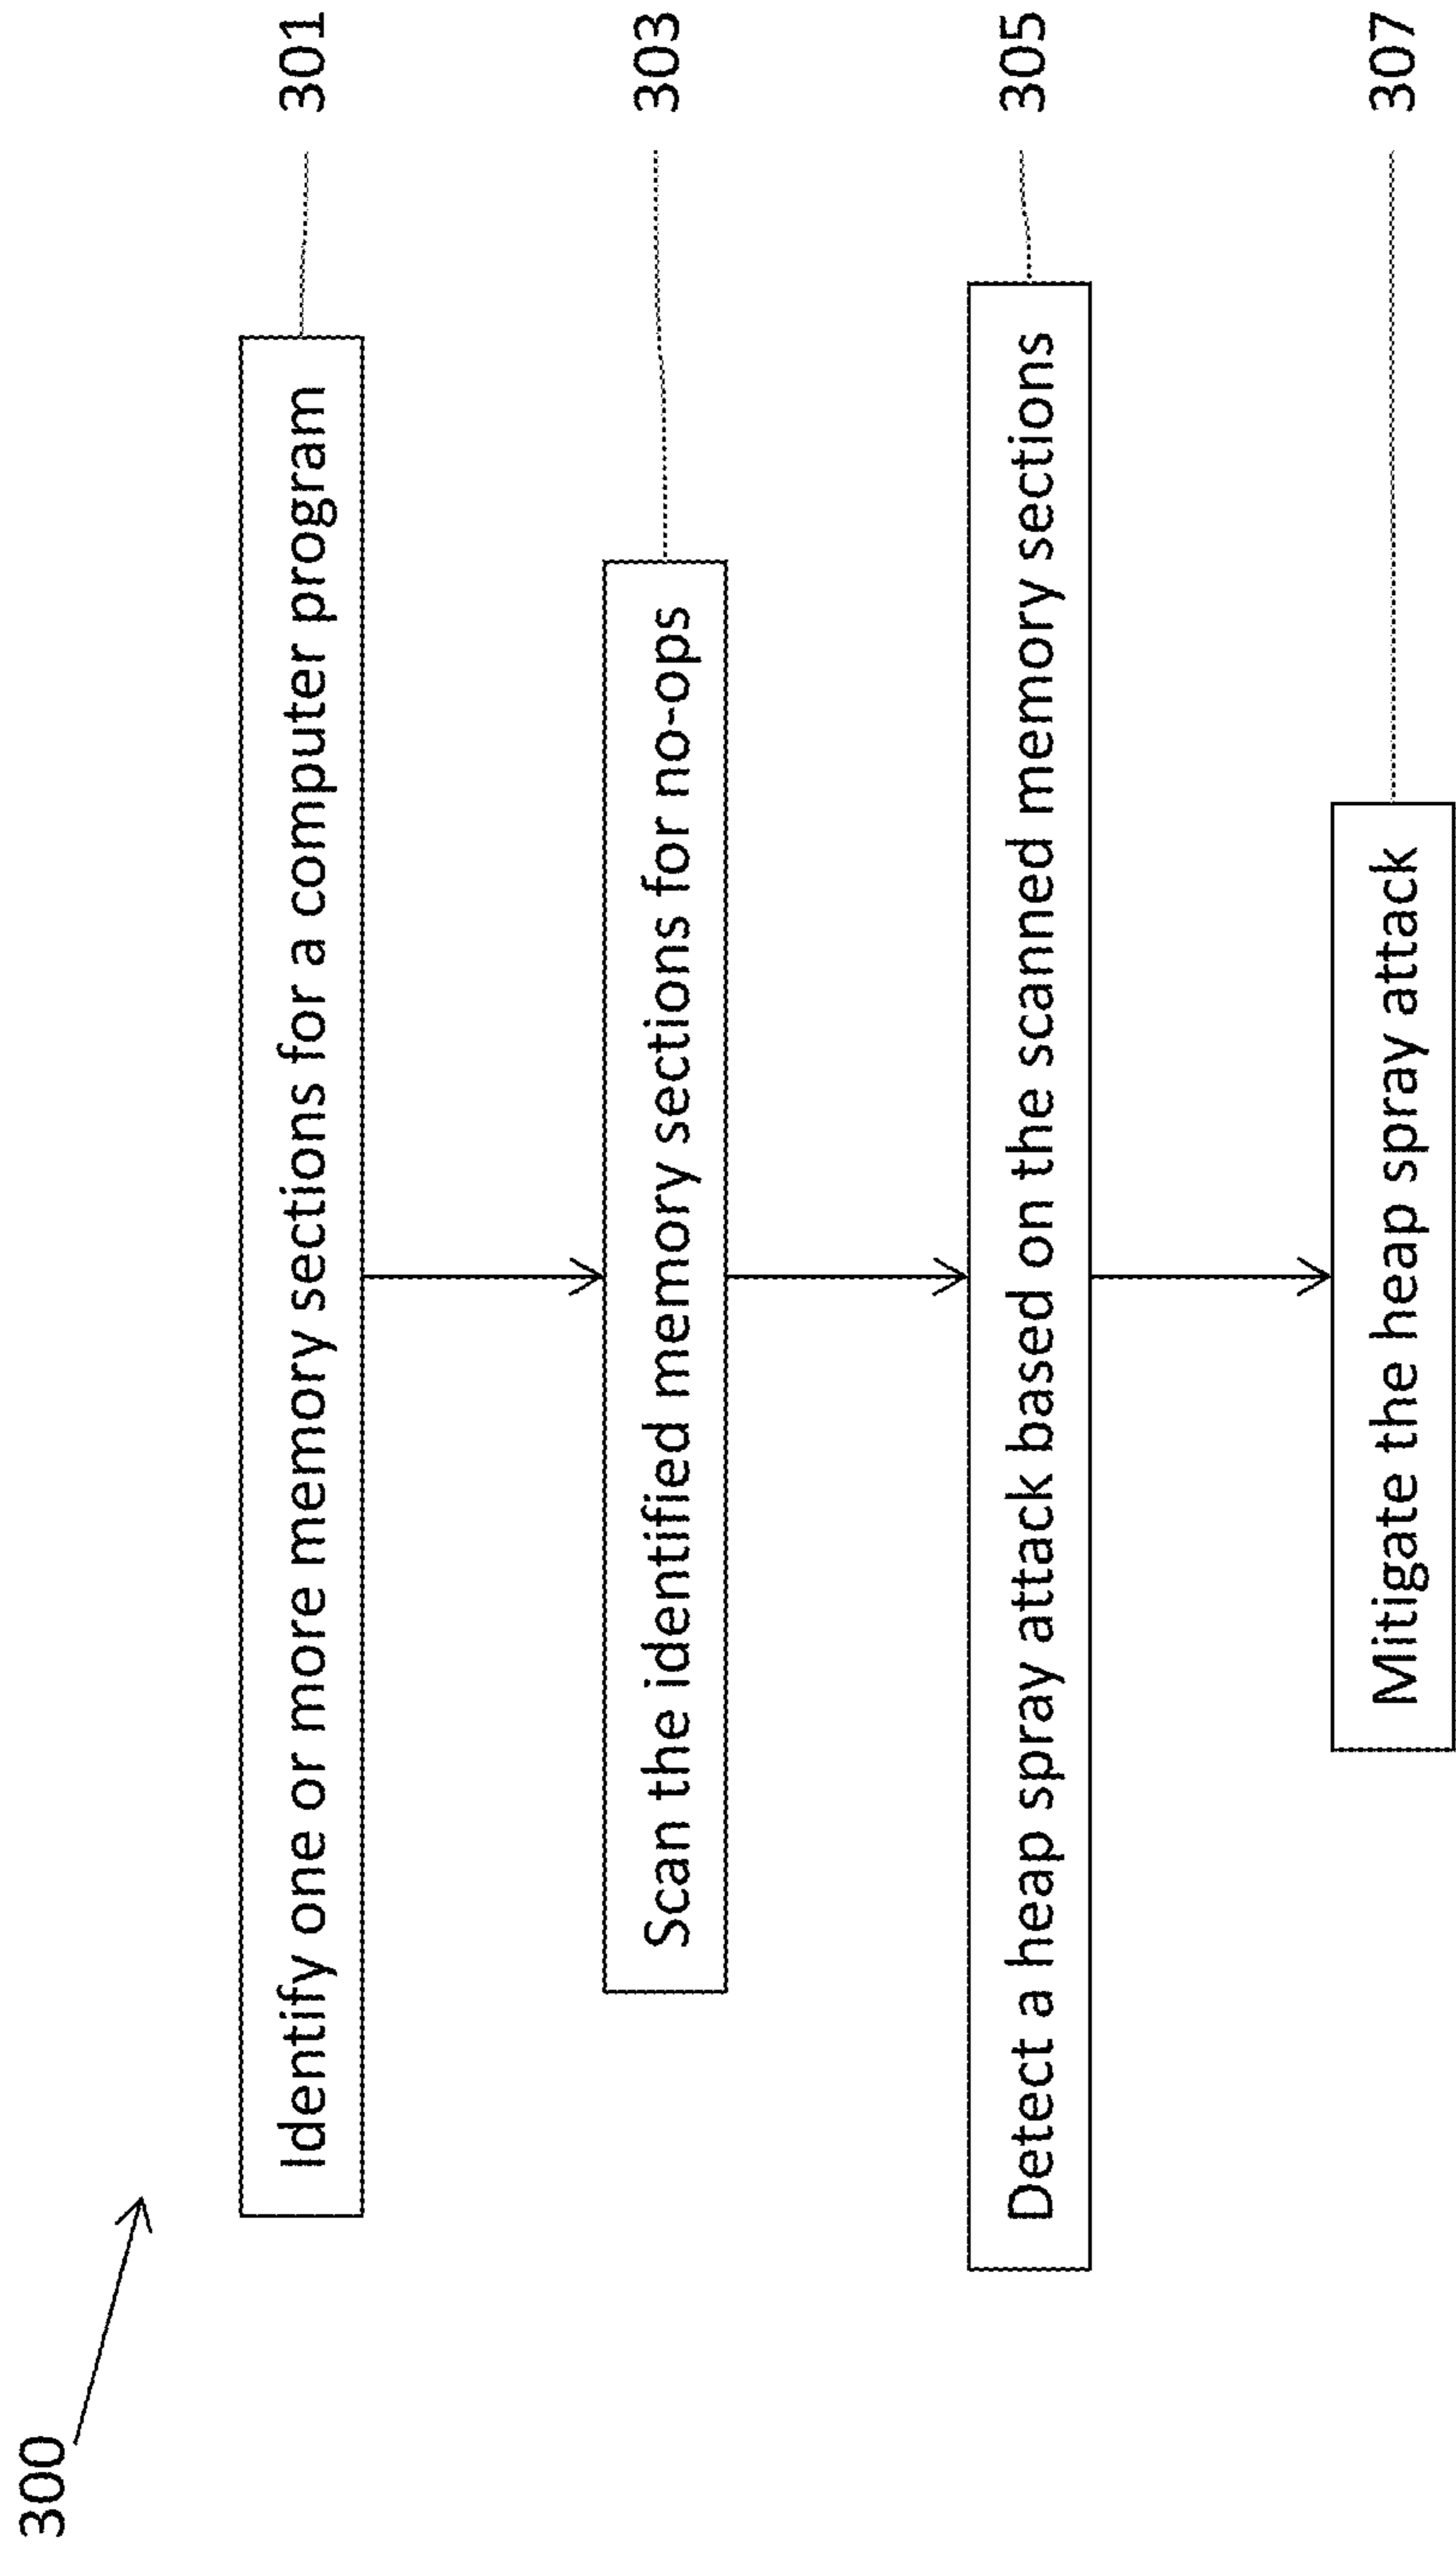 300
Identify one or more memory sections for a computer program
301
Scan the identified memory sections for no-ops
303
Detect a heap spray attack based on the scanned memory sections
305
Mitigate the heap spray attack
307